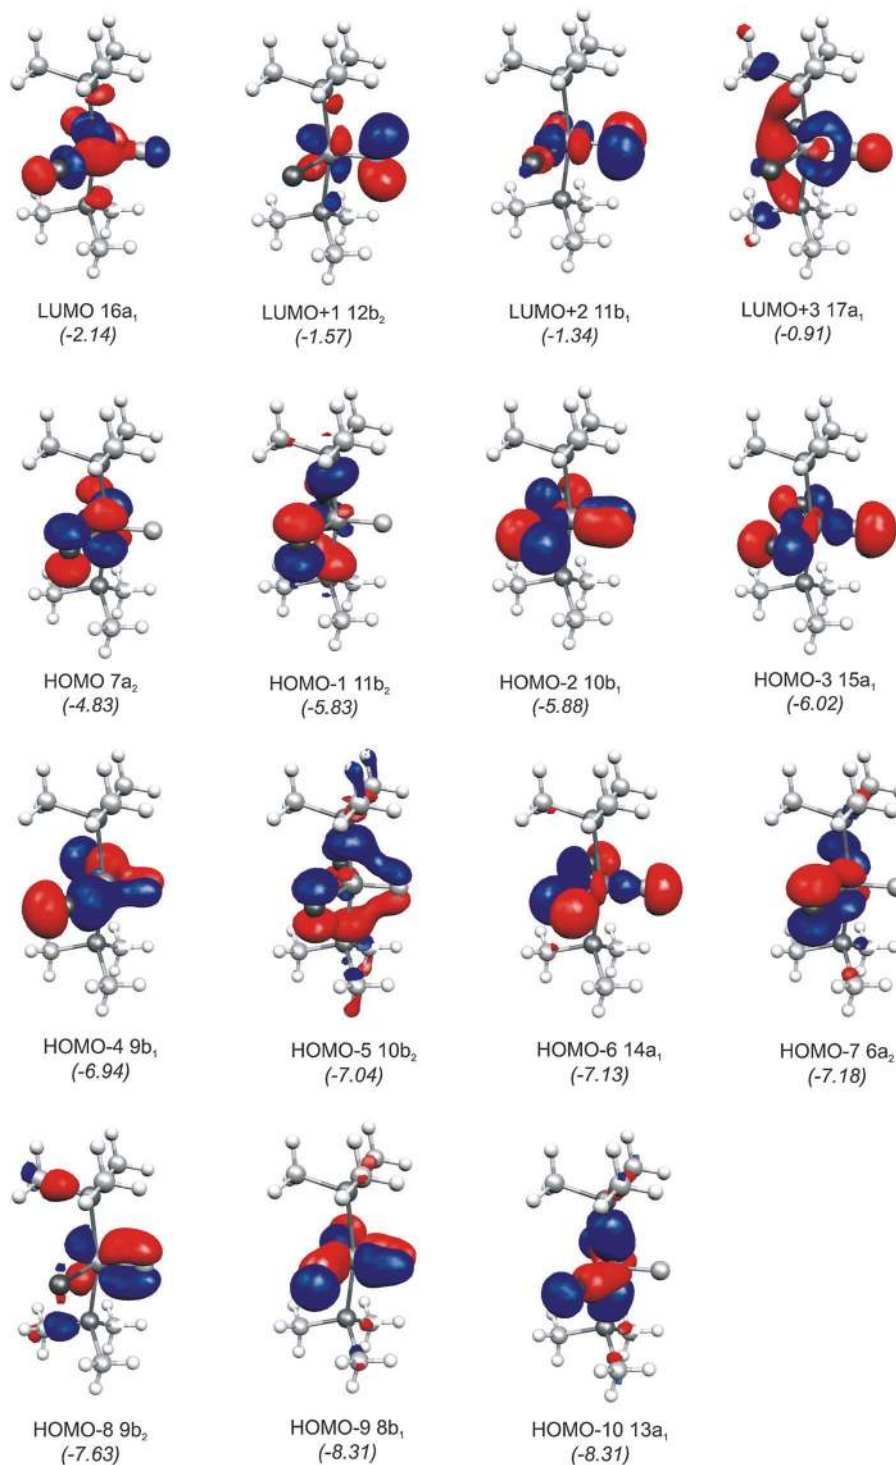 LUMO 16a₁ LUMO+1 12b₂ LUMO+2 11b₁ LUMO+3 17a₁
(-2.14) (-1.57) (-1.34) (-0.91)
HOMO 7a₂ HOMO-1 11b₂ HOMO-2 10b₁ HOMO-3 15a₁
(-4.83) (-5.83) (-5.88) (-6.02)
HOMO-4 9b₁ HOMO-5 10b₂ HOMO-6 14a₁ HOMO-7 6a₂
(-6.94) (-7.04) (-7.13) (-7.18)
HOMO-8 9b₂ HOMO-9 8b₁ HOMO-10 13a₁
(-7.63) (-8.31) (-8.31)